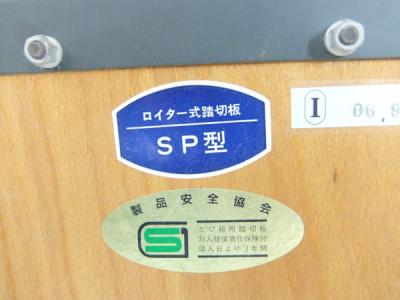 ロイター式踏切板
SP型
I 06.9
製品安全協会
S
とび箱用踏切板
対人賠償責任保険付
購入日より3年間